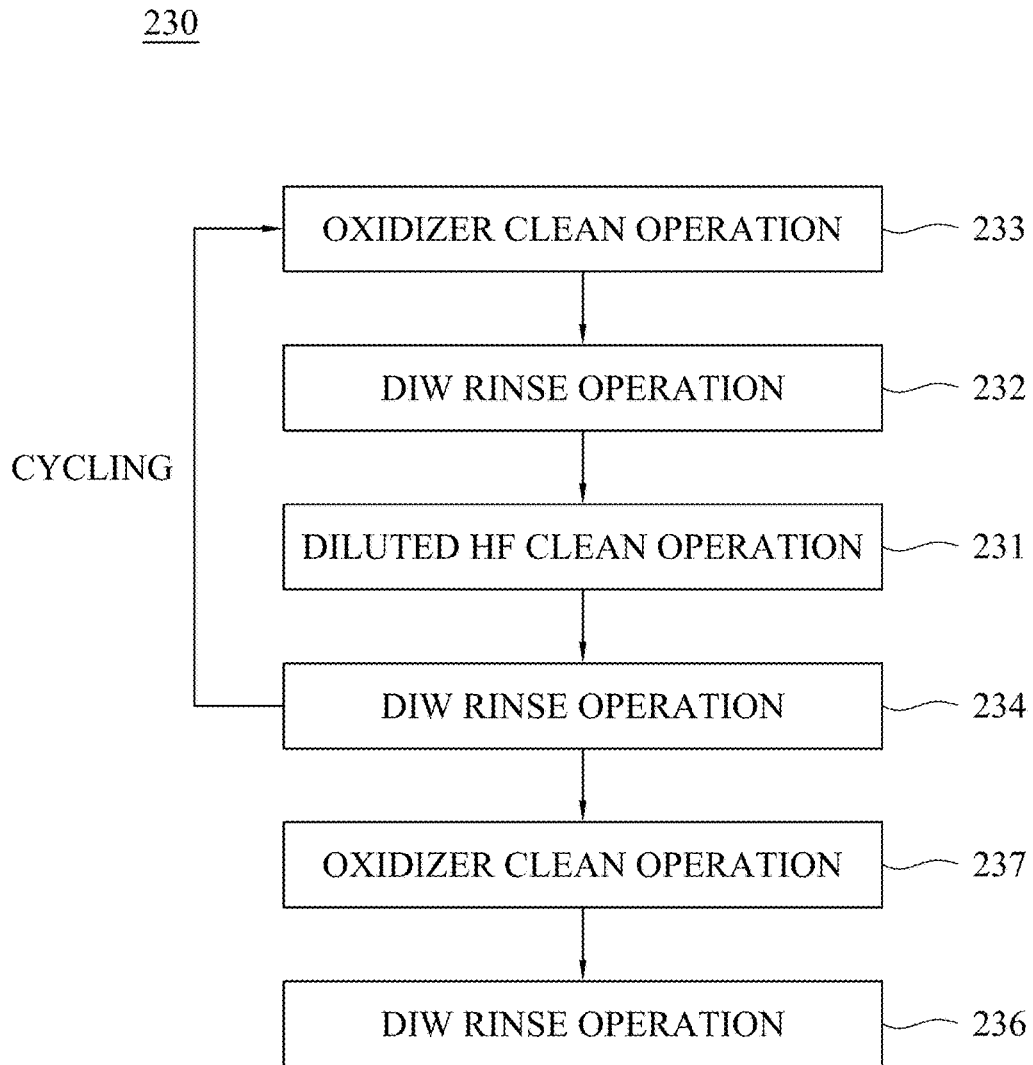 230
OXIDIZER CLEAN OPERATION 233
DIW RINSE OPERATION 232
CYCLING
DILUTED HF CLEAN OPERATION 231
DIW RINSE OPERATION 234
OXIDIZER CLEAN OPERATION 237
DIW RINSE OPERATION 236